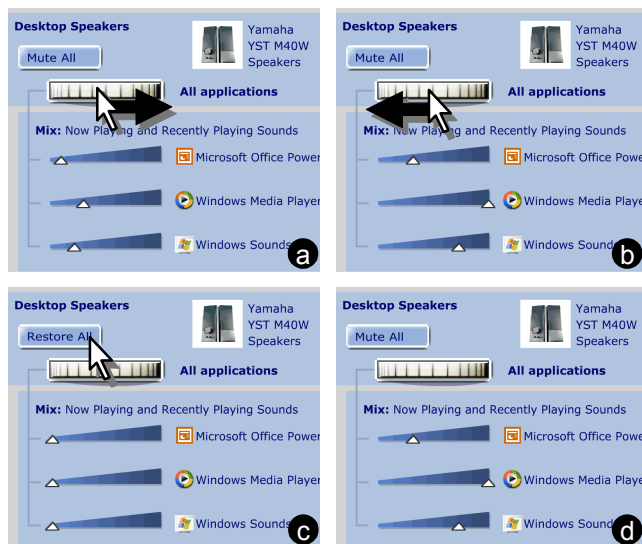 Desktop Speakers
Mute All
Yamaha
YST M40W
Speakers
All applications
Mix: Now Playing and Recently Playing Sounds
Microsoft Office Power
Windows Media Player
Windows Sounds
a
Desktop Speakers
Mute All
Yamaha
YST M40W
Speakers
All applications
Mix: Now Playing and Recently Playing Sounds
Microsoft Office Powe
Windows Media Playe
Windows Sound
b
Desktop Speakers
Restore All
Yamaha
YST M40W
Speakers
All applications
Mix: Now Playing and Recently Playing Sounds
Microsoft Office Power
Windows Media Player
Windows Sounds
c
Desktop Speakers
Mute All
Yamaha
YST M40W
Speakers
All applications
Mix: Now Playing and Recently Playing Sounds
Microsoft Office Powe
Windows Media Playe
Windows Sound
d